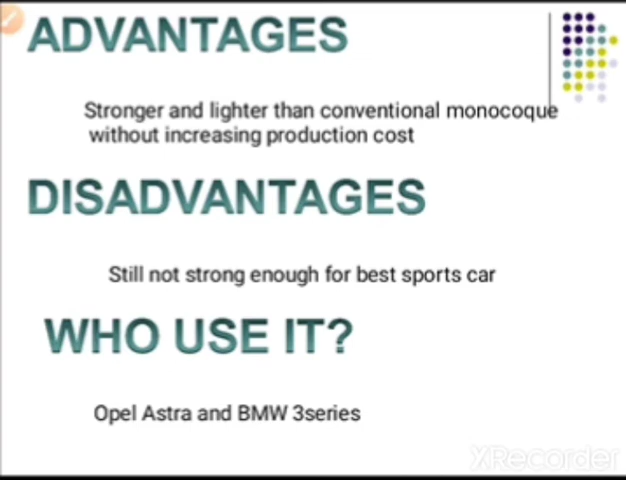 ADVANTAGES
Stronger and lighter than conventional monocoque
without increasing production cost
DISADVANTAGES
Still not strong enough for best sports car
WHO USE IT?
Opel Astra and BMW 3series
XRecorder